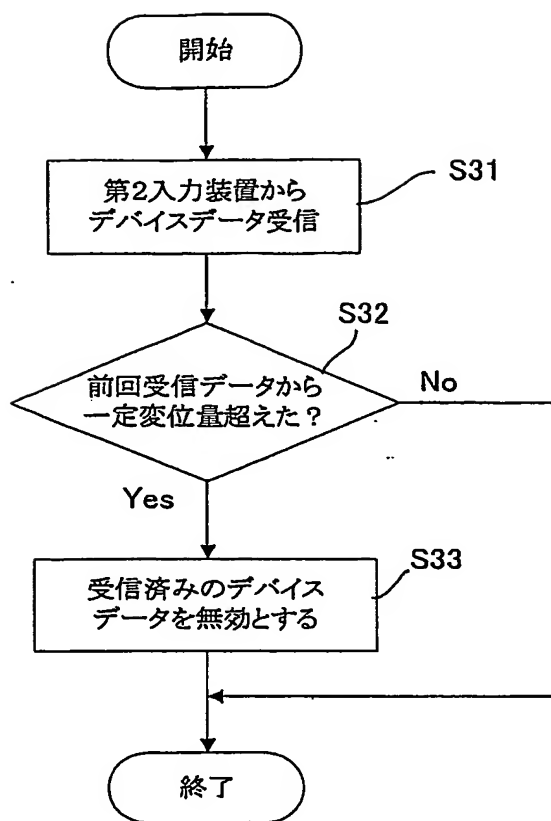 開始
第2入力装置から
デバイスデータ受信
S31
S32
前回受信データから
一定変位量超えた？
No
Yes
S33
受信済みのデバイス
データを無効とする
終了